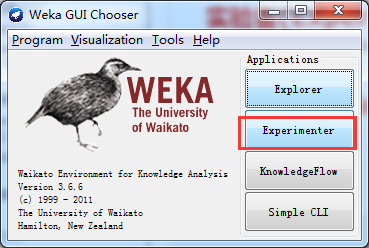 Weka GUI Chooser
Program Visualization Tools Help
WEKA
The University
of Waikato
Waikato Environment for Knowledge Analysis
Version 3.6.6
(c) 1999 - 2011
The University of Waikato
Hamilton, New Zealand
Applications
Explorer
Experimenter
KnowledgeFlow
Simple CLI